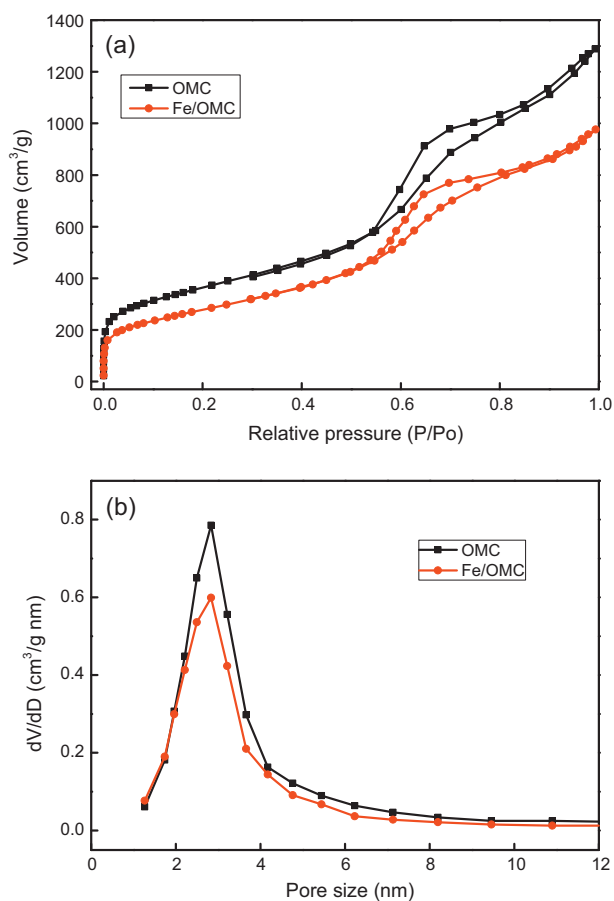 (a)
OMC
Fe/OMC
Volume (cm³/g)
1400
1200
1000
800
600
400
200
0
0.0 0.2 0.4 0.6 0.8 1.0
Relative pressure (P/Po)
(b)
OMC
Fe/OMC
dV/dD (cm³/g nm)
0.8
0.6
0.4
0.2
0.0
0 2 4 6 8 10 12
Pore size (nm)